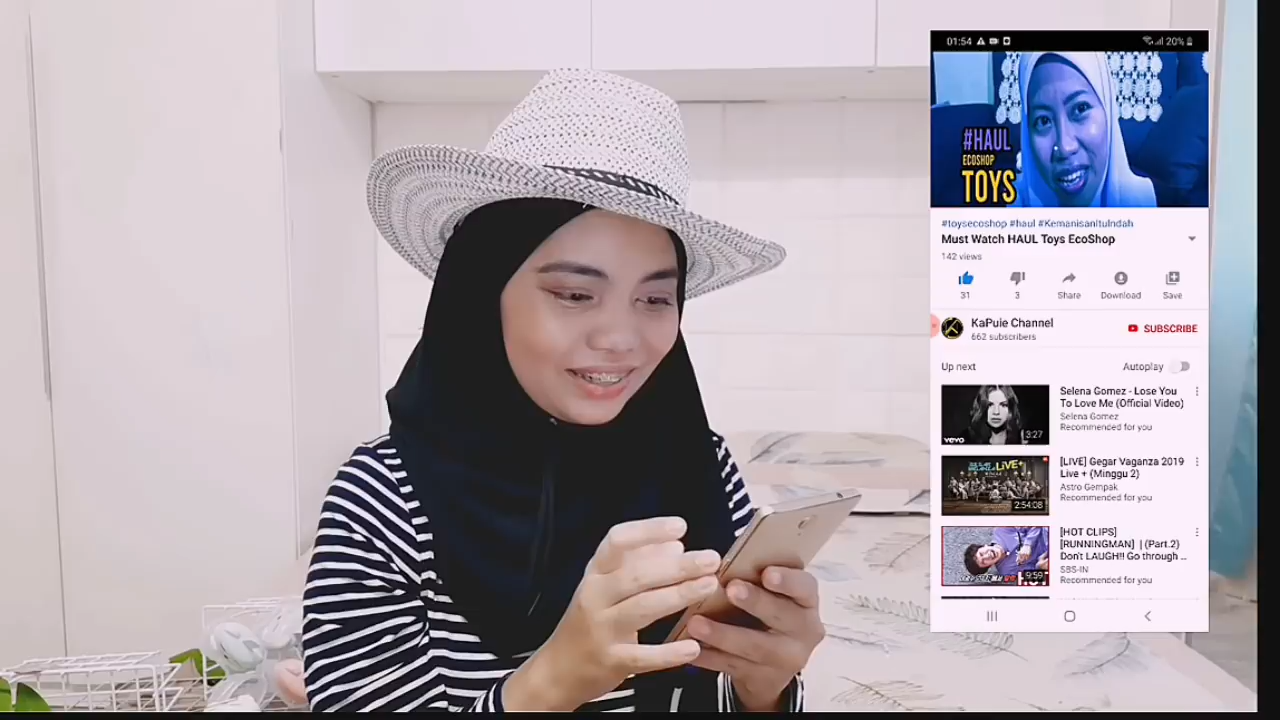 01:54
20%
#HAUL
ECOSHOP
TOYS
#toysecoshop #haul #KemanisanItuIndah
Must Watch HAUL Toys EcoShop
142 views
31
3
Share
Download
Save
KaPuie Channel
SUBSCRIBE
662 subscribers
Up next
Autoplay
Selena Gomez - Lose You
To Love Me (Official Video)
Selena Gomez
Recommended for you
vevo
3:27
[LIVE] Gegar Vaganza 2019
Live + (Minggu 2)
Astro Gempak
Recommended for you
LIVE+
2:54:08
[HOT CLIPS]
[RUNNINGMAN] | (Part.2)
Don't LAUGH!! Go through ...
SBS-IN
Recommended for you
9:59